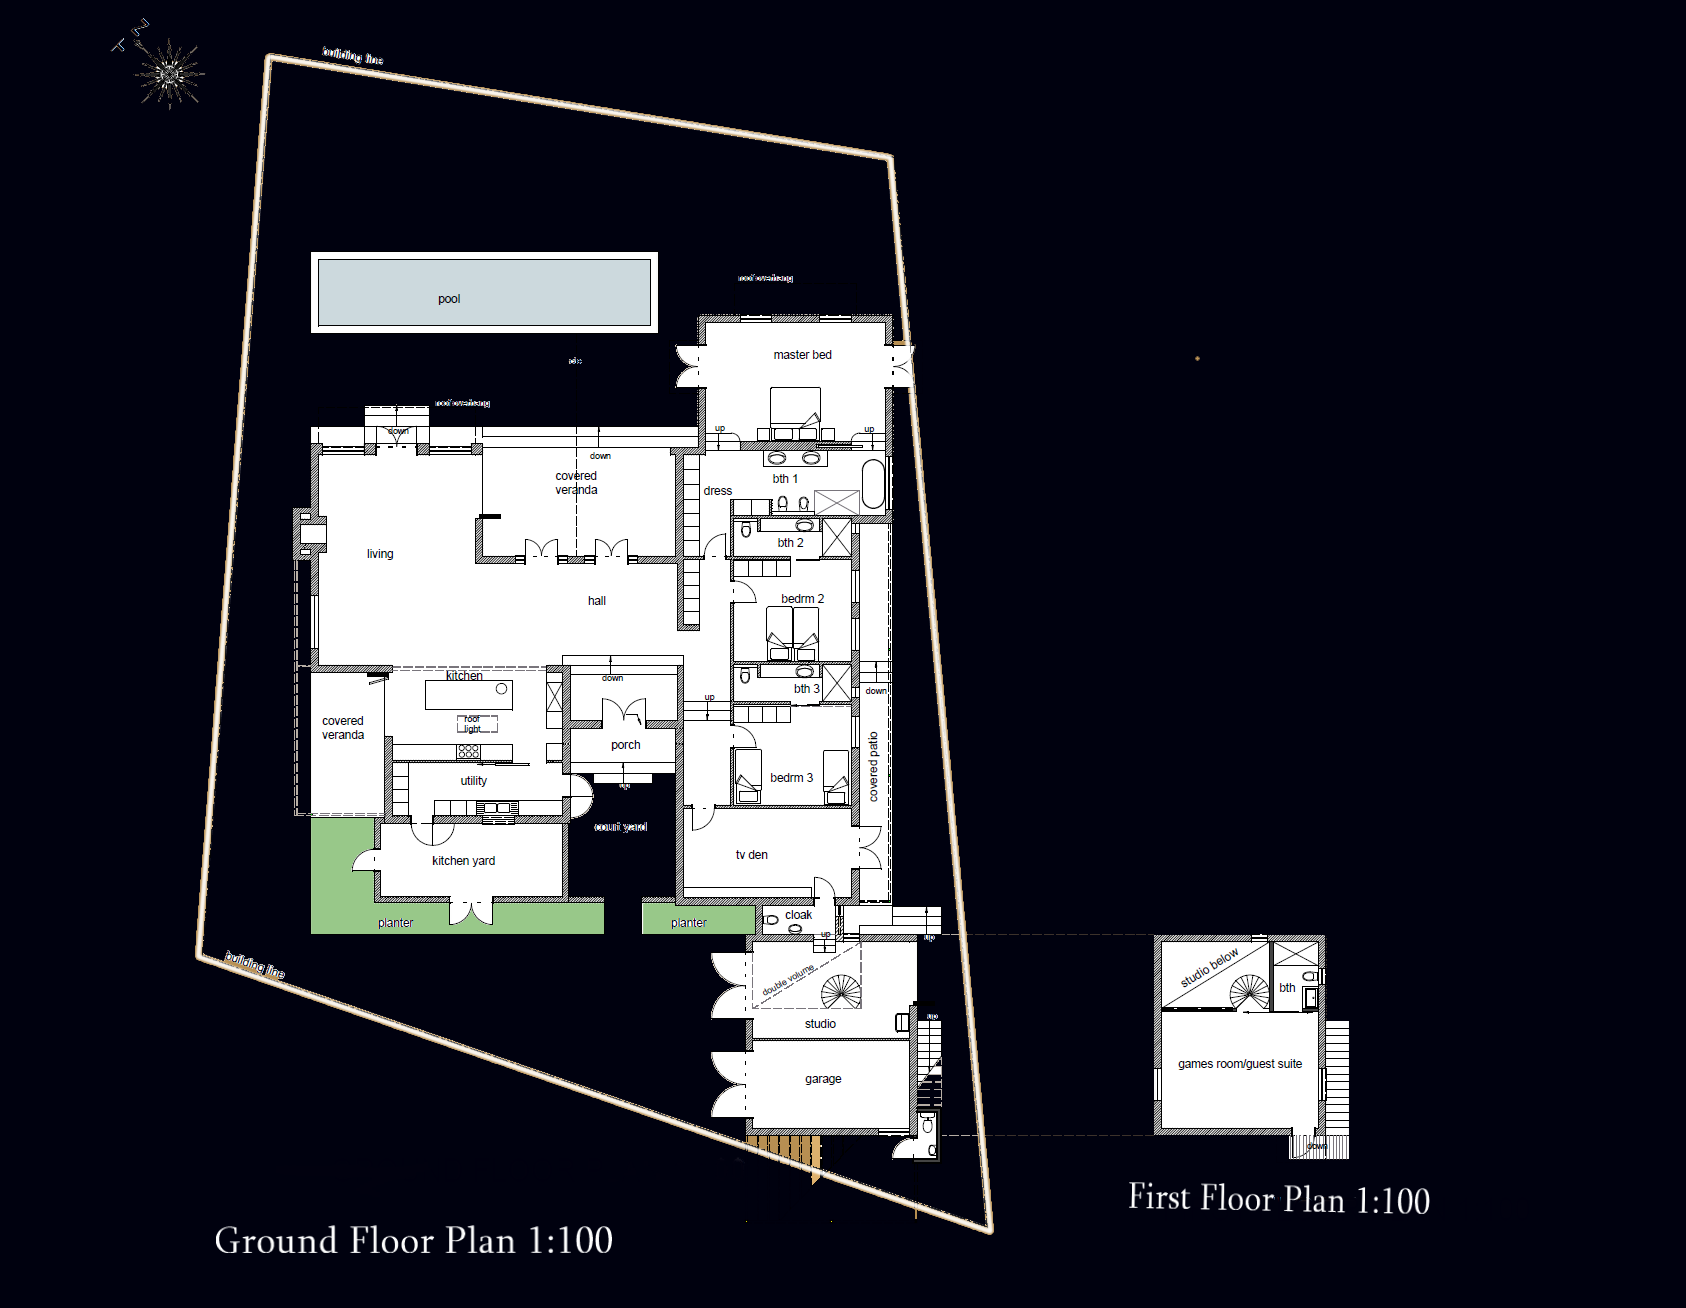 N
building line
roof overhang
pool
master bed
roof overhang
down
up
up
down
covered
veranda
bth 1
dress
bth 2
living
hall
bedrm 2
kitchen
down
bth 3
down
up
covered
veranda
roof
light
porch
covered patio
utility
up
bedrm 3
court yard
tv den
kitchen yard
planter
planter
cloak
up
up
building line
double volume
studio
up
garage
studio below
bth
games room/guest suite
down
First Floor Plan 1:100
Ground Floor Plan 1:100